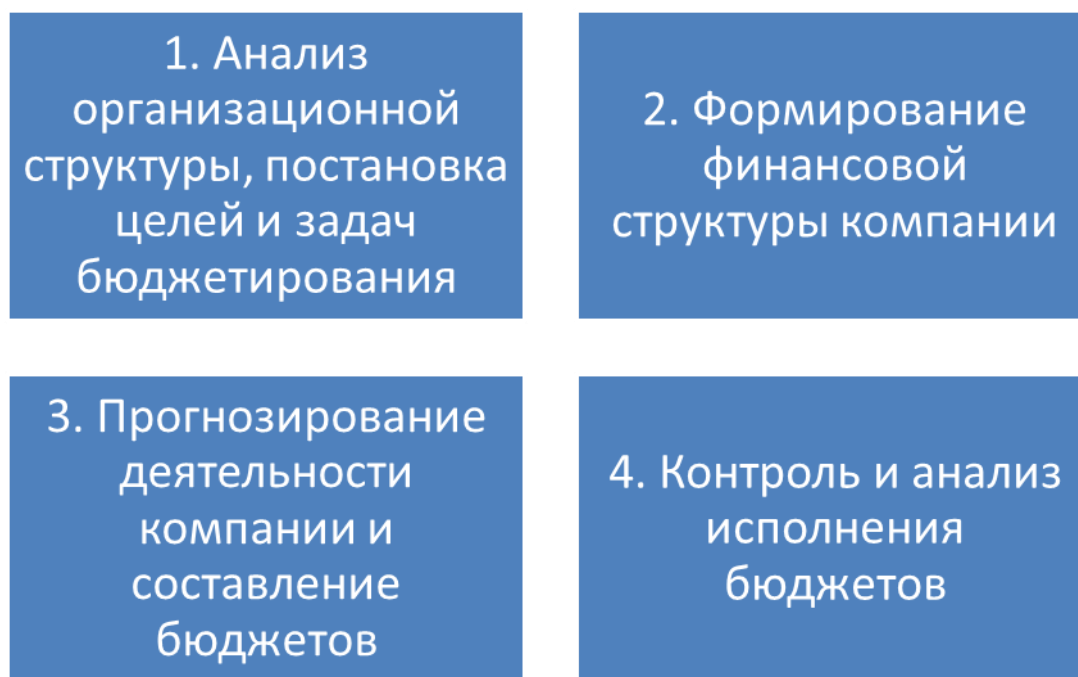 1. Анализ
организационной
структуры, постановка
целей и задач
бюджетирования
2. Формирование
финансовой
структуры компании
3. Прогнозирование
деятельности
компании и
составление
бюджетов
4. Контроль и анализ
исполнения
бюджетов